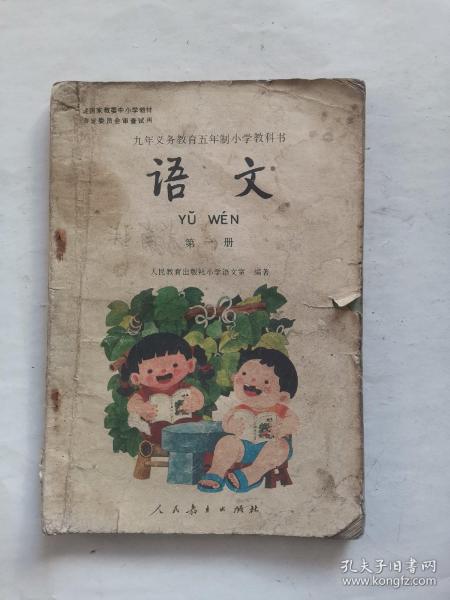 国家教委中小学教材
审定委员会审查试用
九年义务教育五年制小学教科书
语文
YǓ WÉN
第一册
人民教育出版社小学语文室 编著
人民教育出版社
孔夫子旧书网
www.kongfz.com